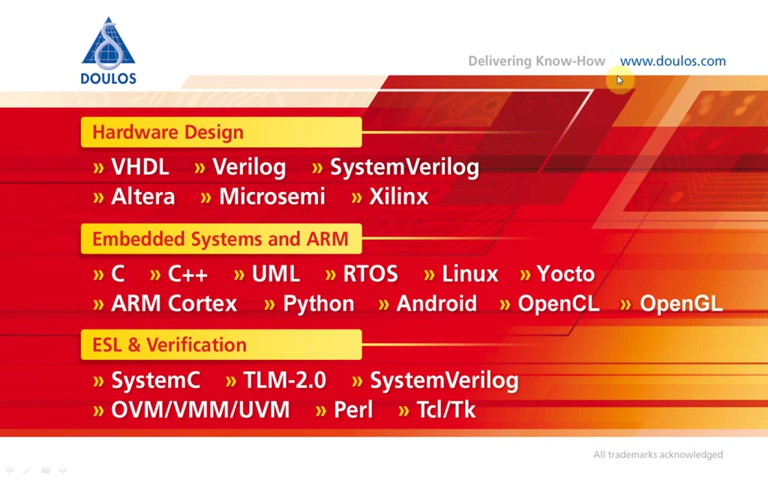 DOULOS
Delivering Know-How www.doulos.com
Hardware Design
» VHDL » Verilog » SystemVerilog
» Altera » Microsemi » Xilinx
Embedded Systems and ARM
» C » C++ » UML » RTOS » Linux » Yocto
» ARM Cortex » Python » Android » OpenCL » OpenGL
ESL & Verification
» SystemC » TLM-2.0 » SystemVerilog
» OVM/VMM/UVM » Perl » Tcl/Tk
All trademarks acknowledged